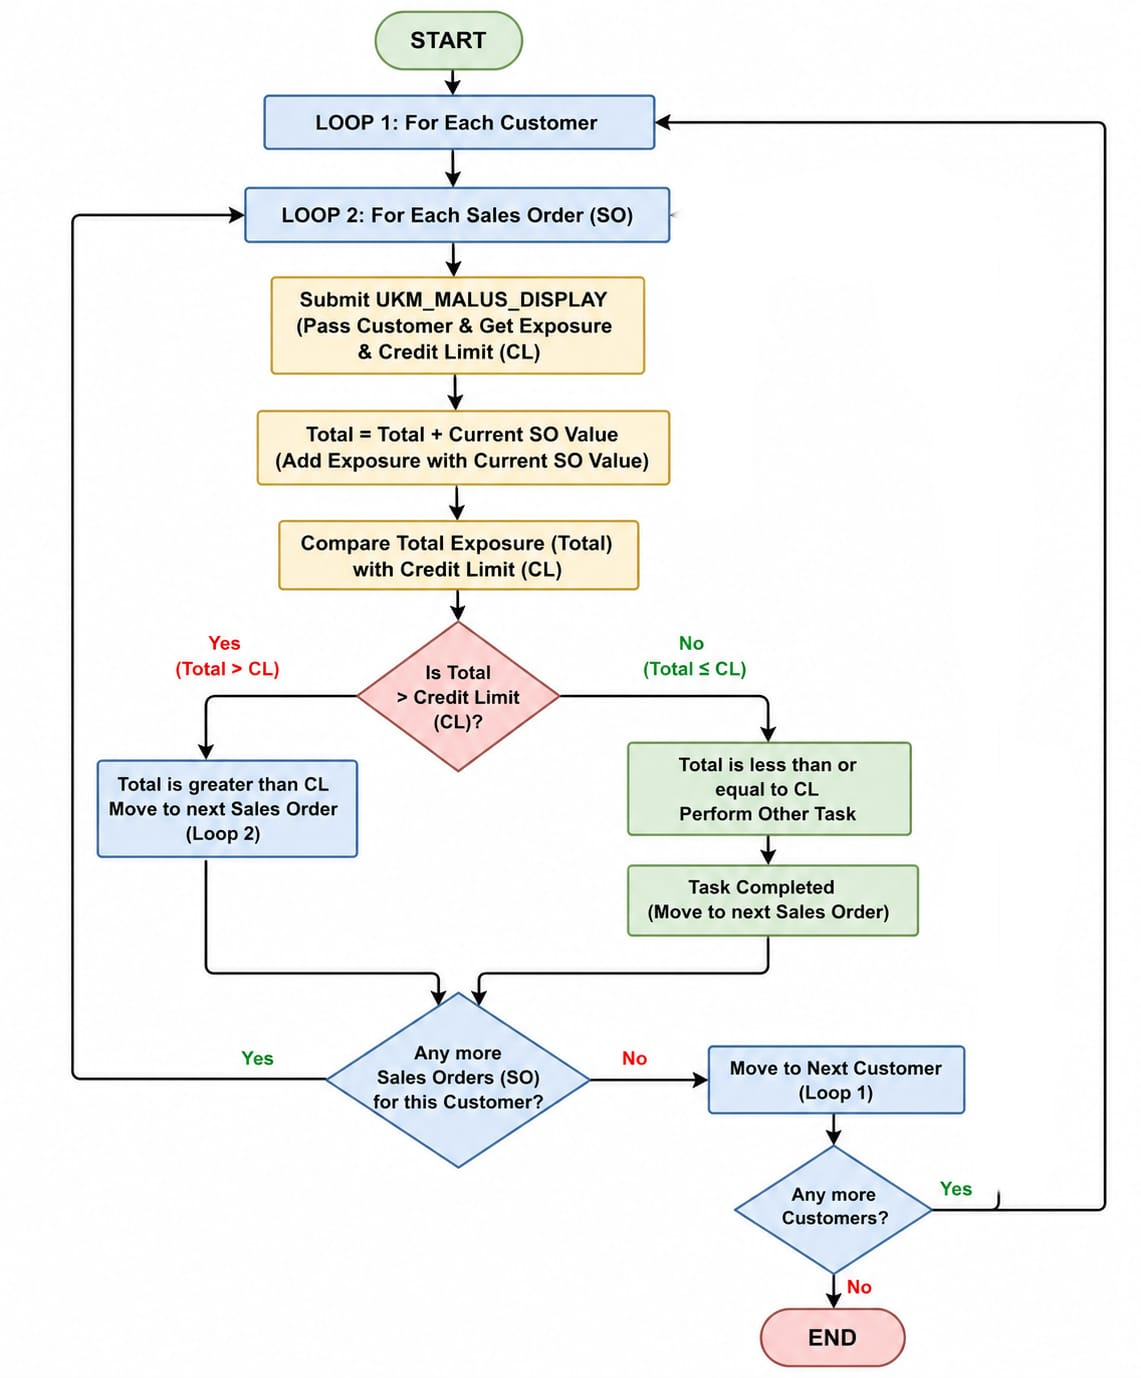 START
LOOP 1: For Each Customer
LOOP 2: For Each Sales Order (SO)
Submit UKM_MALUS_DISPLAY
(Pass Customer & Get Exposure
& Credit Limit (CL)
Total = Total + Current SO Value
(Add Exposure with Current SO Value)
Compare Total Exposure (Total)
with Credit Limit (CL)
Yes
(Total > CL)
No
(Total ≤ CL)
Is Total
> Credit Limit
(CL)?
Total is greater than CL
Move to next Sales Order
(Loop 2)
Total is less than or
equal to CL
Perform Other Task
Task Completed
(Move to next Sales Order)
Any more
Sales Orders (SO)
for this Customer?
Yes
No
Move to Next Customer
(Loop 1)
Any more
Customers?
Yes
No
END